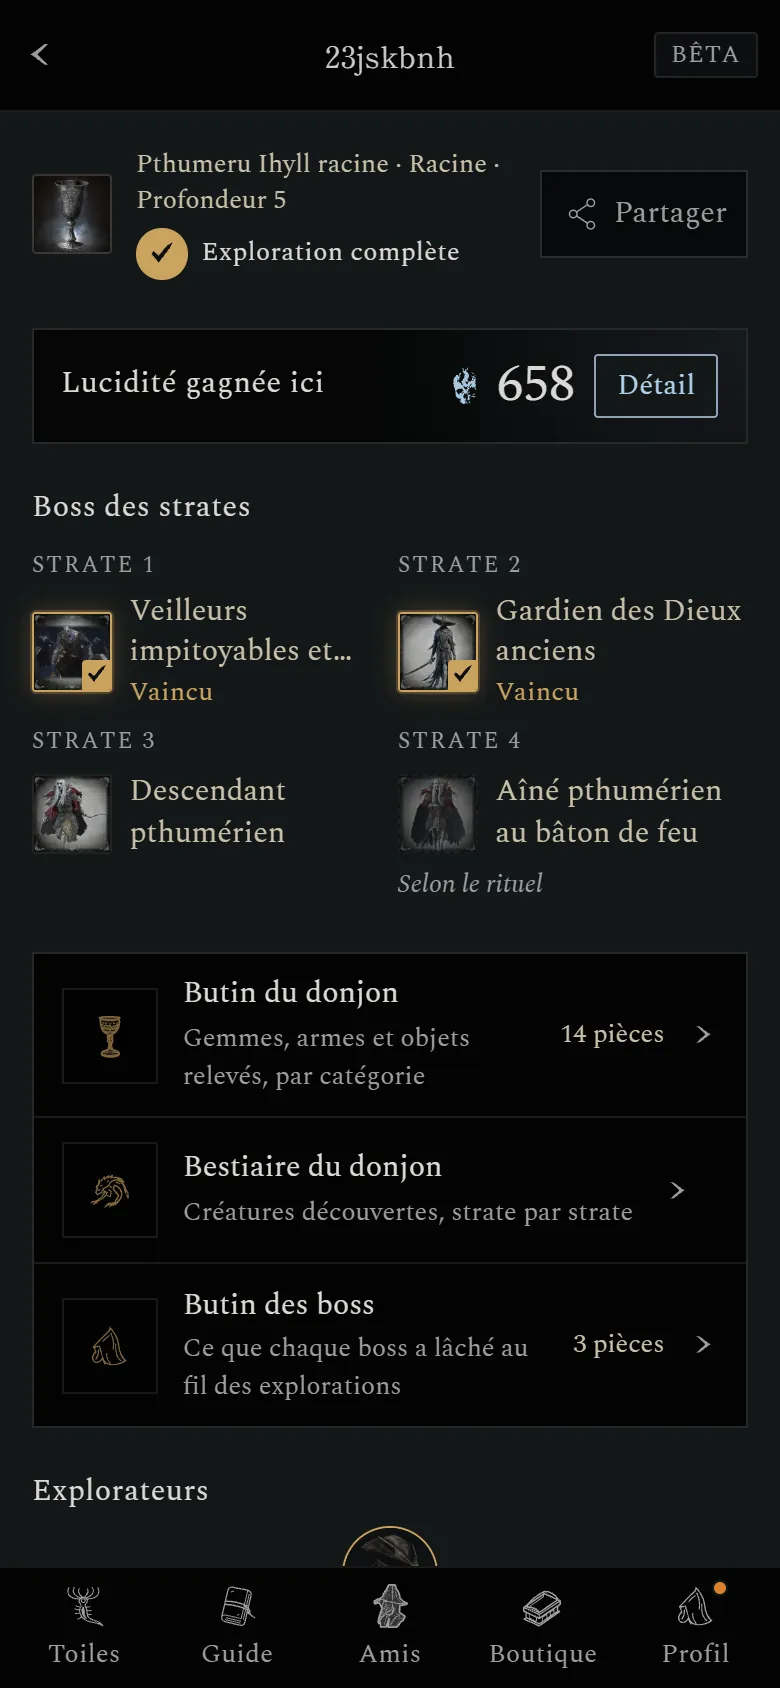 23jskbnh
BÊTA
Pthumeru Ihyll racine · Racine ·
Profondeur 5
Exploration complète
Partager
Lucidité gagnée ici
658
Détail
Boss des strates
STRATE 1
Veilleurs
impitoyables et...
Vaincu
STRATE 2
Gardien des Dieux
anciens
Vaincu
STRATE 3
Descendant
pthumérien
STRATE 4
Aîné pthumérien
au bâton de feu
Selon le rituel
Butin du donjon
Gemmes, armes et objets
relevés, par catégorie
14 pièces
Bestiaire du donjon
Créatures découvertes, strate par strate
Butin des boss
Ce que chaque boss a lâché au
fil des explorations
3 pièces
Explorateurs
Toiles
Guide
Amis
Boutique
Profil